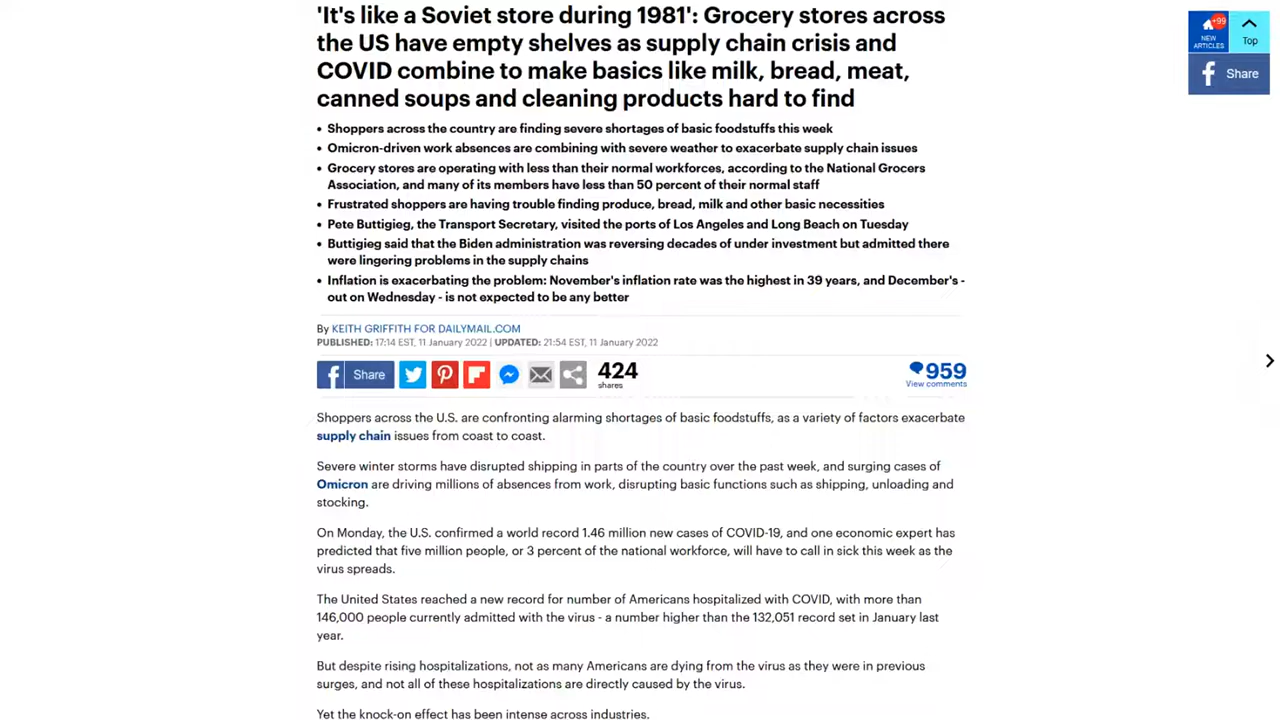 'It's like a Soviet store during 1981': Grocery stores across
the US have empty shelves as supply chain crisis and
COVID combine to make basics like milk, bread, meat,
canned soups and cleaning products hard to find
• Shoppers across the country are finding severe shortages of basic foodstuffs this week
• Omicron-driven work absences are combining with severe weather to exacerbate supply chain issues
• Grocery stores are operating with less than their normal workforces, according to the National Grocers
Association, and many of its members have less than 50 percent of their normal staff
• Frustrated shoppers are having trouble finding produce, bread, milk and other basic necessities
• Pete Buttigieg, the Transport Secretary, visited the ports of Los Angeles and Long Beach on Tuesday
• Buttigieg said that the Biden administration was reversing decades of under investment but admitted there
were lingering problems in the supply chains
• Inflation is exacerbating the problem: November's inflation rate was the highest in 39 years, and December's -
out on Wednesday - is not expected to be any better
By KEITH GRIFFITH FOR DAILYMAIL.COM
PUBLISHED: 17:14 EST, 11 January 2022 | UPDATED: 21:54 EST, 11 January 2022
Share
424
shares
959
View comments
Shoppers across the U.S. are confronting alarming shortages of basic foodstuffs, as a variety of factors exacerbate
supply chain issues from coast to coast.
Severe winter storms have disrupted shipping in parts of the country over the past week, and surging cases of
Omicron are driving millions of absences from work, disrupting basic functions such as shipping, unloading and
stocking.
On Monday, the U.S. confirmed a world record 1.46 million new cases of COVID-19, and one economic expert has
predicted that five million people, or 3 percent of the national workforce, will have to call in sick this week as the
virus spreads.
The United States reached a new record for number of Americans hospitalized with COVID, with more than
146,000 people currently admitted with the virus - a number higher than the 132,051 record set in January last
year.
But despite rising hospitalizations, not as many Americans are dying from the virus as they were in previous
surges, and not all of these hospitalizations are directly caused by the virus.
Yet the knock-on effect has been intense across industries.
+99
NEW
ARTICLES
Top
Share